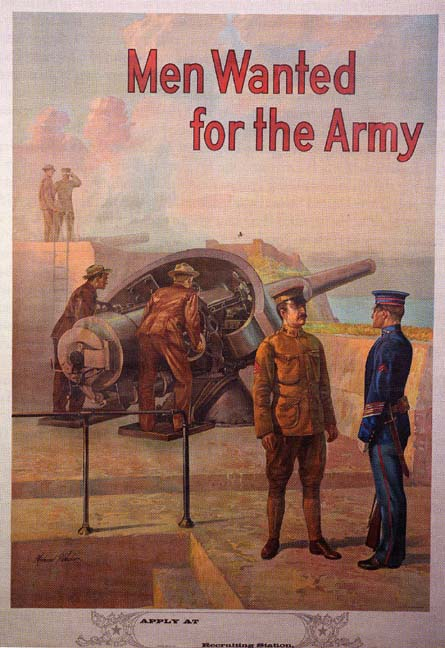 Men Wanted
for the Army
APPLY AT
Recruiting Station.